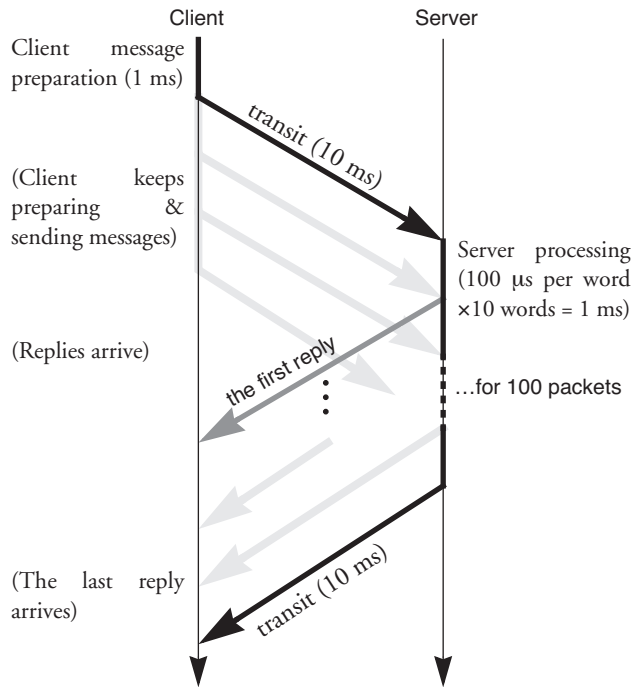 Client
Server
Client message
preparation (1 ms)
transit (10 ms)
(Client keeps
preparing &
sending messages)
Server processing
(100 μs per word
×10 words = 1 ms)
(Replies arrive)
the first reply
…for 100 packets
(The last reply
arrives)
transit (10 ms)